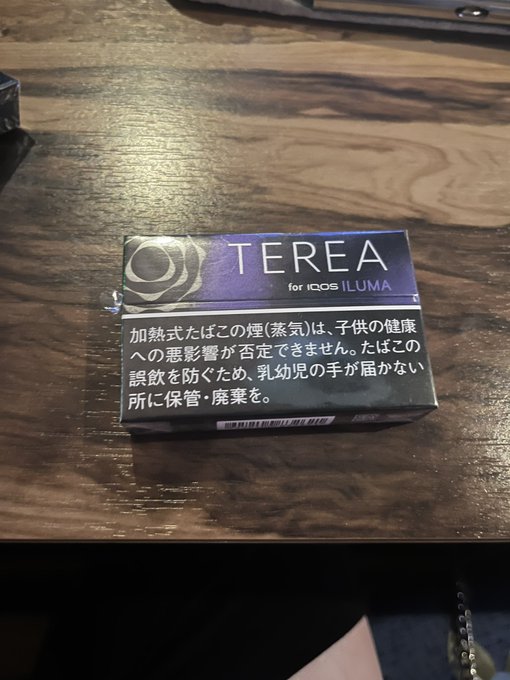 TEREA
for IQOS ILUMA
加熱式たばこの煙(蒸気)は、子供の健康
への悪影響が否定できません。たばこの
誤飲を防ぐため、乳幼児の手が届かない
所に保管・廃棄を。